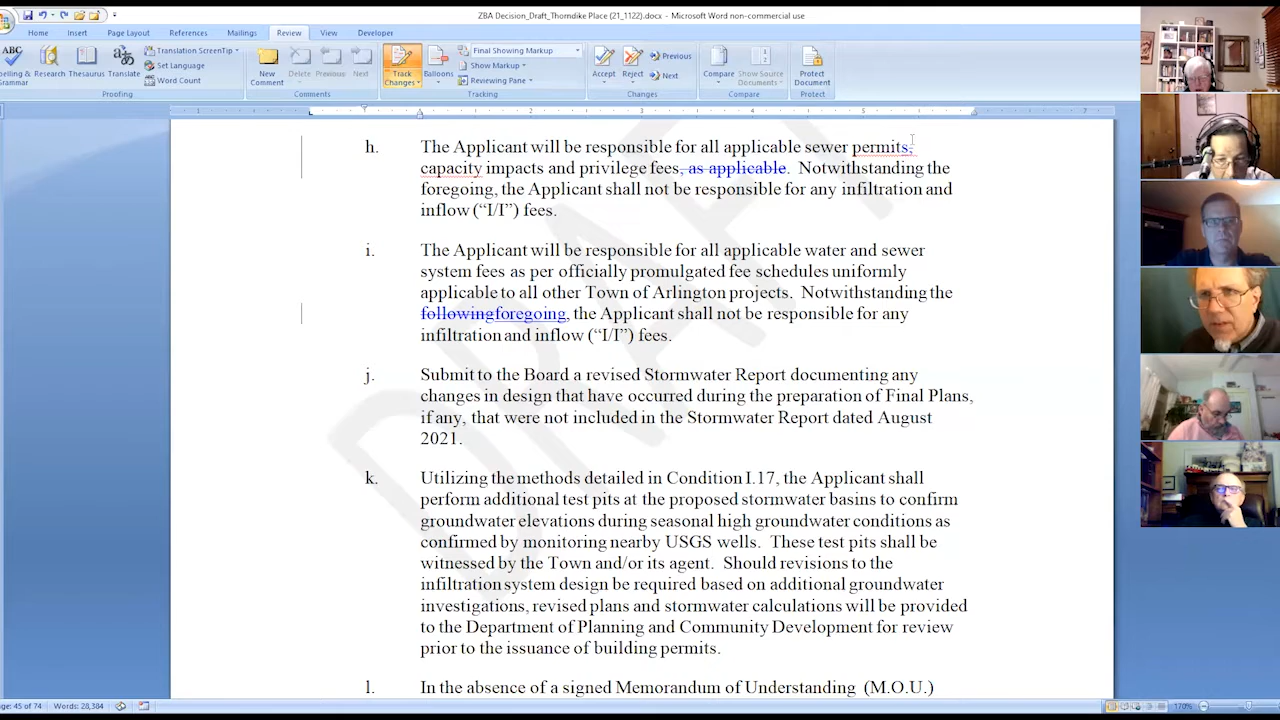 ZBA Decision_Draft_Thorndike Place (21_1122).docx - Microsoft Word non-commercial use
Home Insert Page Layout References Mailings Review View Developer
ABC
Spelling & Grammar
Research
Thesaurus
Translate
Translation ScreenTip
Set Language
Word Count
Proofing
New Comment
Delete
Previous
Next
Comments
Track Changes
Balloons
Final Showing Markup
Show Markup
Reviewing Pane
Tracking
Accept
Reject
Previous
Next
Changes
Compare
Show Source Documents
Compare
Protect Document
Protect
DRAFT
h. The Applicant will be responsible for all applicable sewer permits,
capacity impacts and privilege fees, as applicable. Notwithstanding the
foregoing, the Applicant shall not be responsible for any infiltration and
inflow (“I/I”) fees.
i. The Applicant will be responsible for all applicable water and sewer
system fees as per officially promulgated fee schedules uniformly
applicable to all other Town of Arlington projects. Notwithstanding the
followingforegoing, the Applicant shall not be responsible for any
infiltration and inflow (“I/I”) fees.
j. Submit to the Board a revised Stormwater Report documenting any
changes in design that have occurred during the preparation of Final Plans,
if any, that were not included in the Stormwater Report dated August
2021.
k. Utilizing the methods detailed in Condition I.17, the Applicant shall
perform additional test pits at the proposed stormwater basins to confirm
groundwater elevations during seasonal high groundwater conditions as
confirmed by monitoring nearby USGS wells. These test pits shall be
witnessed by the Town and/or its agent. Should revisions to the
infiltration system design be required based on additional groundwater
investigations, revised plans and stormwater calculations will be provided
to the Department of Planning and Community Development for review
prior to the issuance of building permits.
l. In the absence of a signed Memorandum of Understanding (M.O.U.)
age: 45 of 74 Words: 28,384 170%